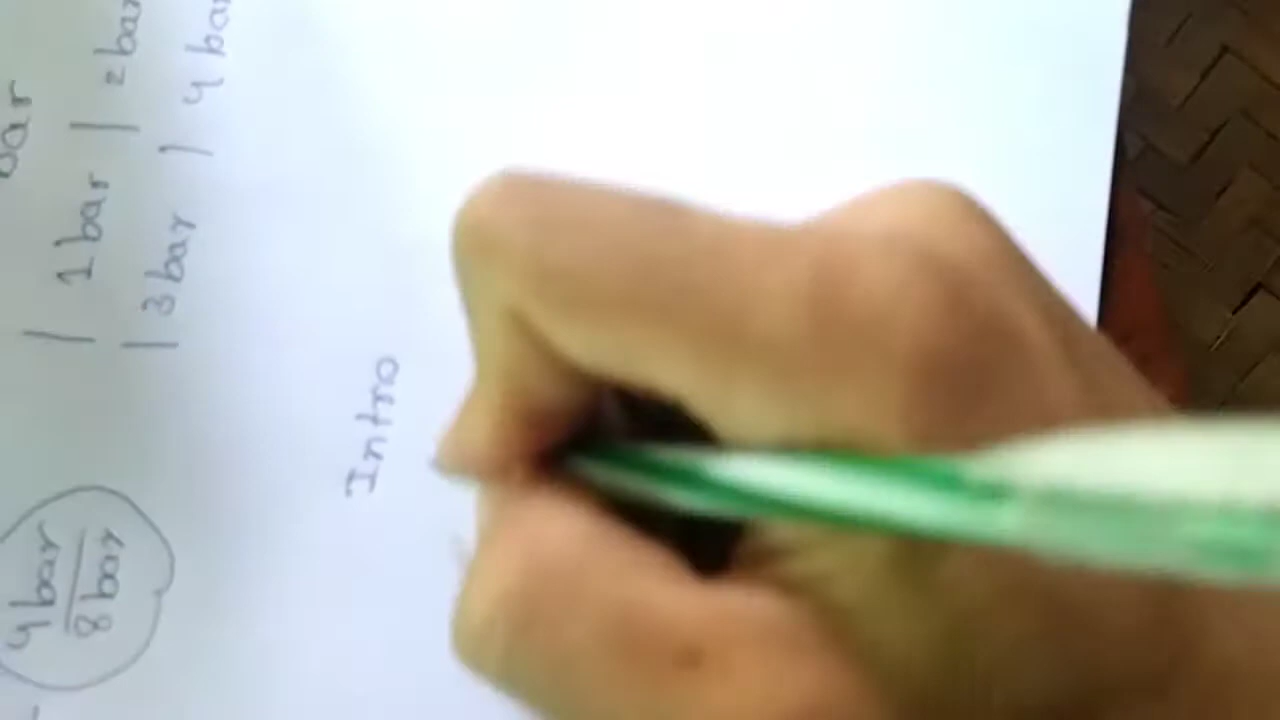 bar
| 1 bar | 2 bar
| 3 bar | 4 bar
4 bar
8 bar
Intro